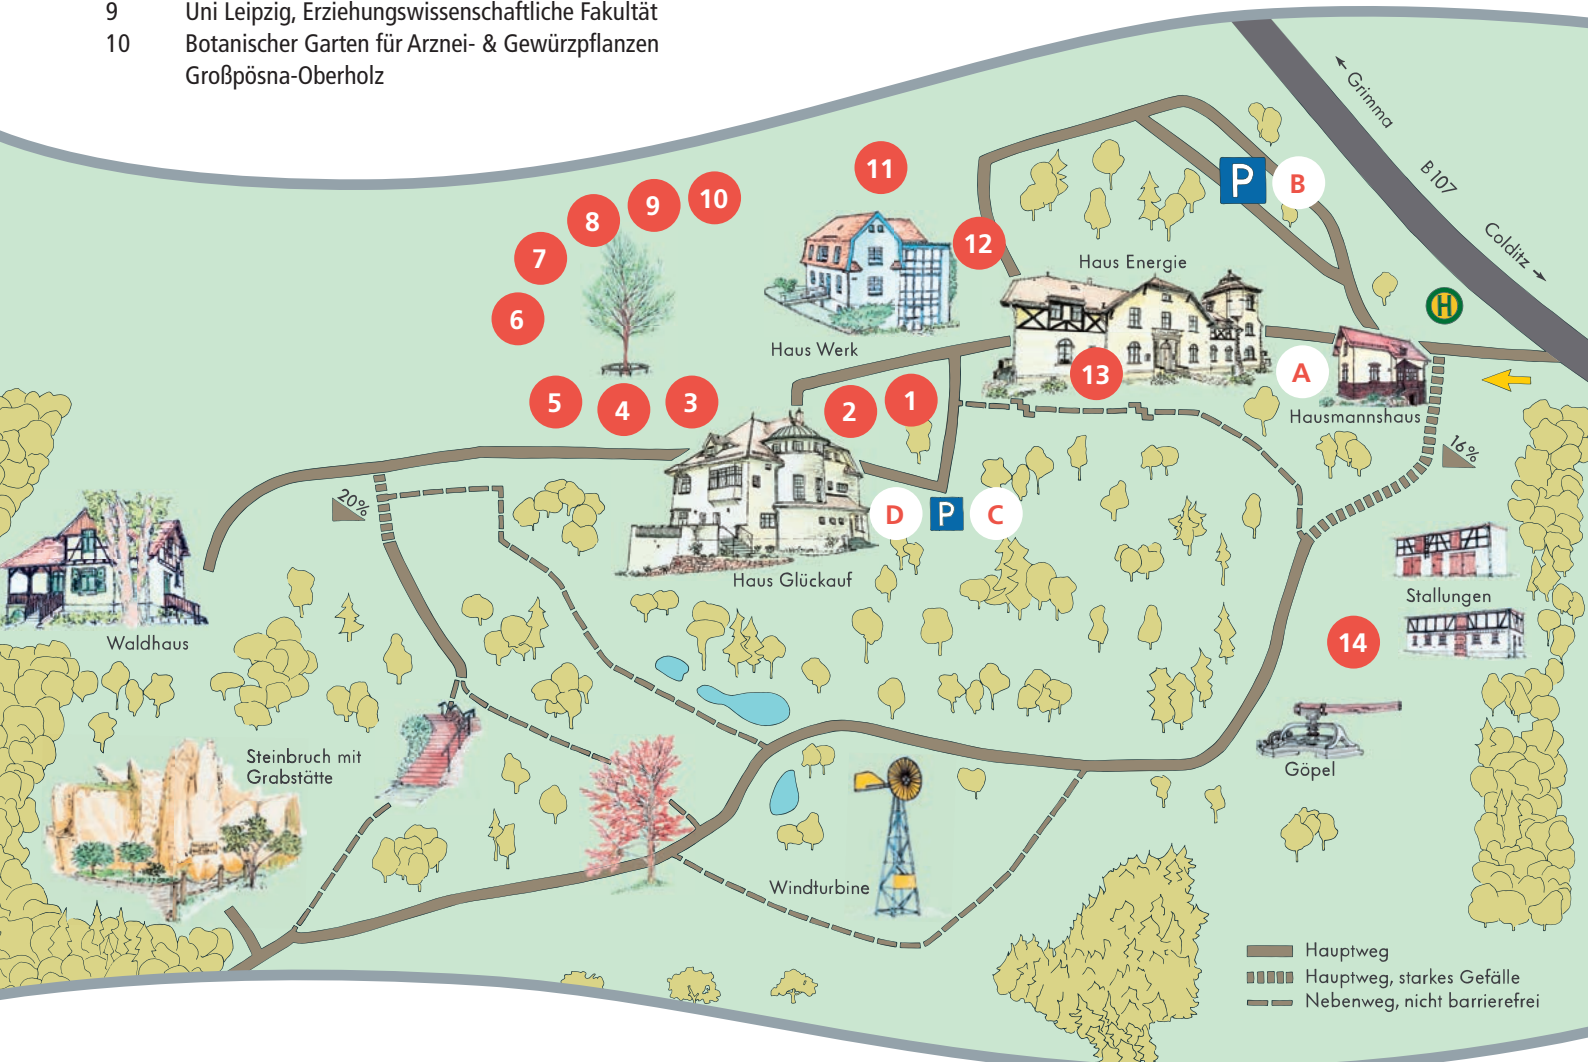 9 Uni Leipzig, Erziehungswissenschaftliche Fakultät
10 Botanischer Garten für Arznei- & Gewürzpflanzen
Großpösna-Oberholz
Grimma
B 107
Colditz
11
P
B
8
9
10
7
12
Haus Energie
6
H
Haus Werk
13
A
5
4
3
2
1
Hausmannshaus
16%
20%
D
P
C
Haus Glückauf
Stallungen
Waldhaus
14
Steinbruch mit
Grabstätte
Göpel
Windturbine
Hauptweg
Hauptweg, starkes Gefälle
Nebenweg, nicht barrierefrei